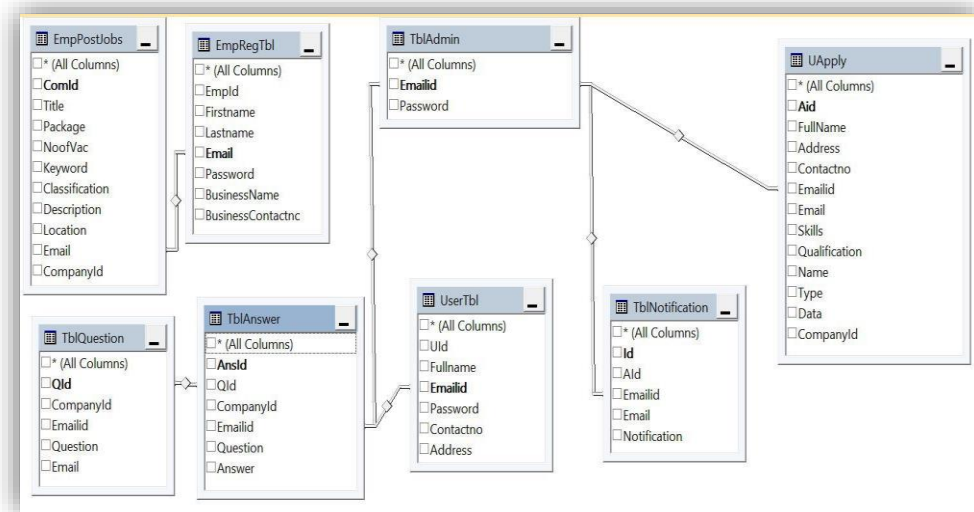 EmpPostJobs
* (All Columns)
ComId
Title
Package
NoofVac
Keyword
Classification
Description
Location
Email
CompanyId
EmpRegTbl
* (All Columns)
EmpId
Firstname
Lastname
Email
Password
BusinessName
BusinessContactnc
TblAdmin
* (All Columns)
Emailid
Password
UApply
* (All Columns)
Aid
FullName
Address
Contactno
Emailid
Email
Skills
Qualification
Name
Type
Data
CompanyId
TblQuestion
* (All Columns)
QId
CompanyId
Emailid
Question
Email
TblAnswer
* (All Columns)
AnsId
QId
CompanyId
Emailid
Question
Answer
UserTbl
* (All Columns)
UId
Fullname
Emailid
Password
Contactno
Address
TblNotification
* (All Columns)
Id
AId
Emailid
Email
Notification